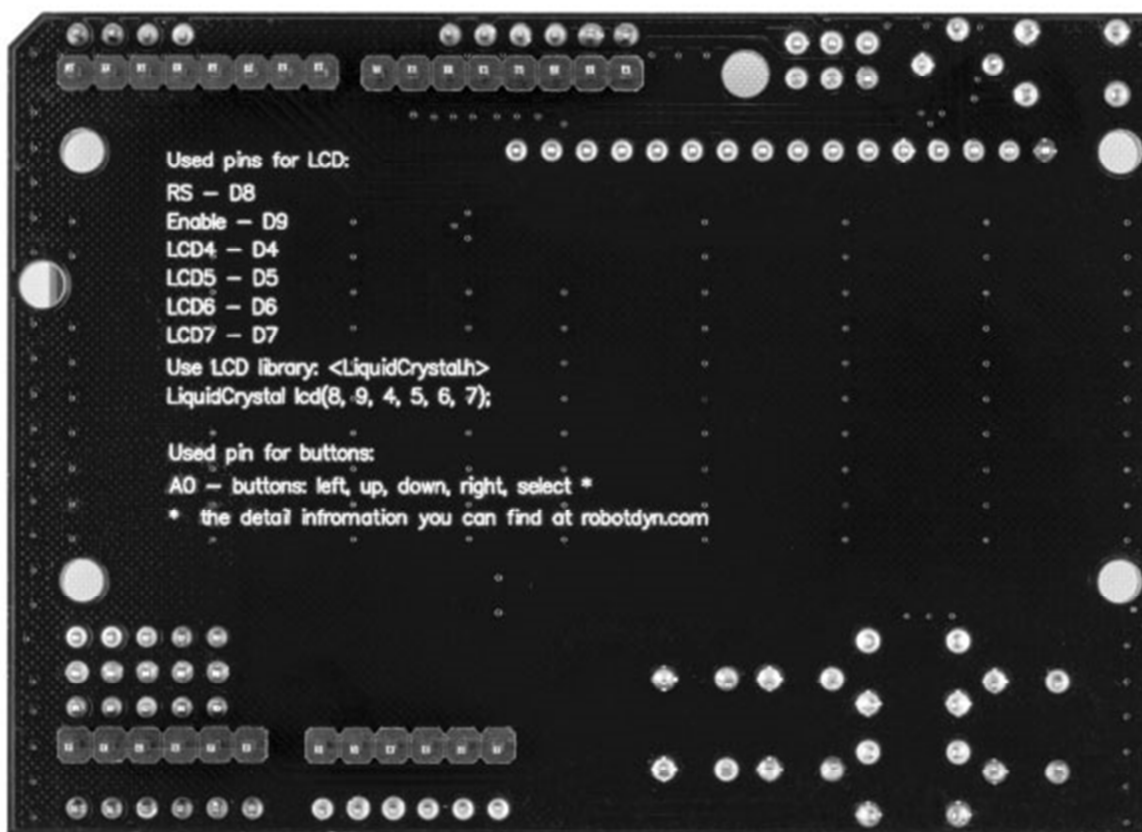 Used pins for LCD:
RS – D8
Enable – D9
LCD4 – D4
LCD5 – D5
LCD6 – D6
LCD7 – D7
Use LCD library: <LiquidCrystal.h>
LiquidCrystal lcd(8, 9, 4, 5, 6, 7);
Used pin for buttons:
A0 – buttons: left, up, down, right, select *
* the detail infromation you can find at robotdyn.com